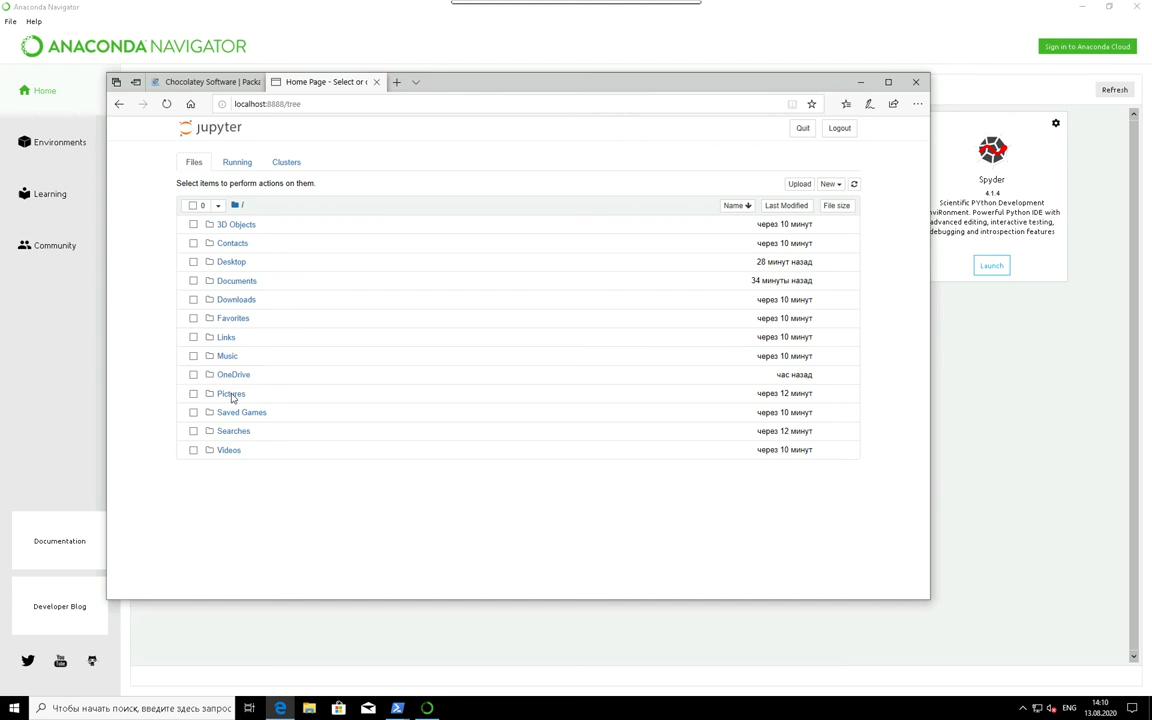 Anaconda Navigator
File Help
ANACONDA NAVIGATOR
Sign in to Anaconda Cloud
Home
Environments
Learning
Community
Documentation
Developer Blog
You Tube
Refresh
Spyder
4.1.4
Scientific PYthon Development
nviRonment. Powerful Python IDE with
advanced editing, interactive testing,
debugging and introspection features
Launch
Chocolatey Software | Packa
Home Page - Select or c
localhost:8888/tree
jupyter
Quit Logout
Files Running Clusters
Select items to perform actions on them.
Upload New
0 / Name Last Modified File size
3D Objects через 10 минут
Contacts через 10 минут
Desktop 28 минут назад
Documents 34 минуты назад
Downloads через 10 минут
Favorites через 10 минут
Links через 10 минут
Music через 10 минут
OneDrive час назад
Pictures через 12 минут
Saved Games через 10 минут
Searches через 12 минут
Videos через 10 минут
Чтобы начать поиск, введите здесь запрос
ENG
14:10
13.08.2020